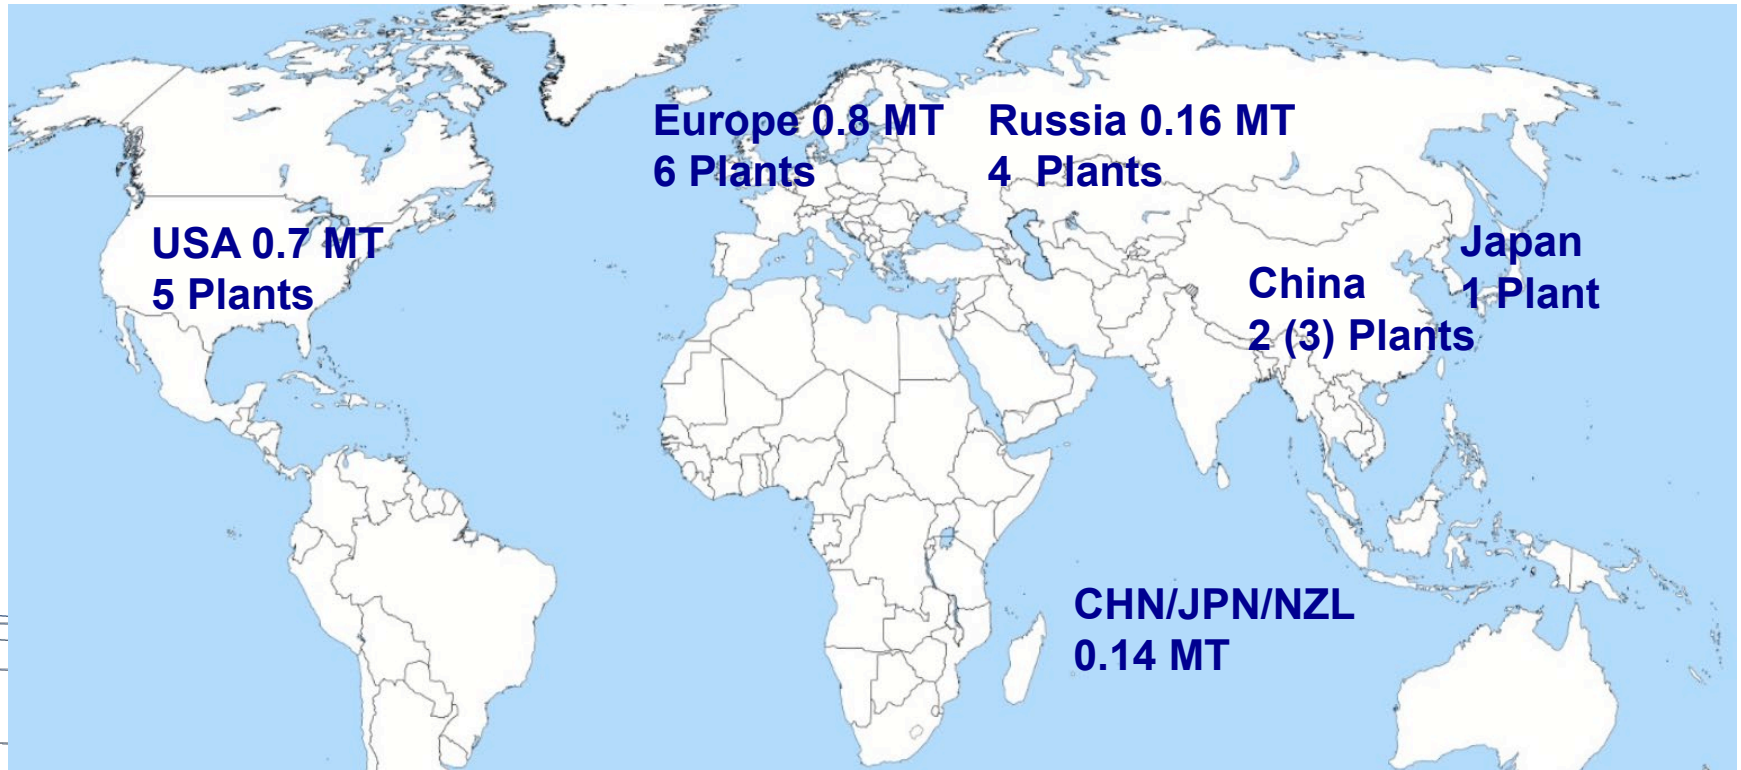 Europe 0.8 MT
6 Plants
Russia 0.16 MT
4 Plants
USA 0.7 MT
5 Plants
Japan
1 Plant
China
2 (3) Plants
CHN/JPN/NZL
0.14 MT